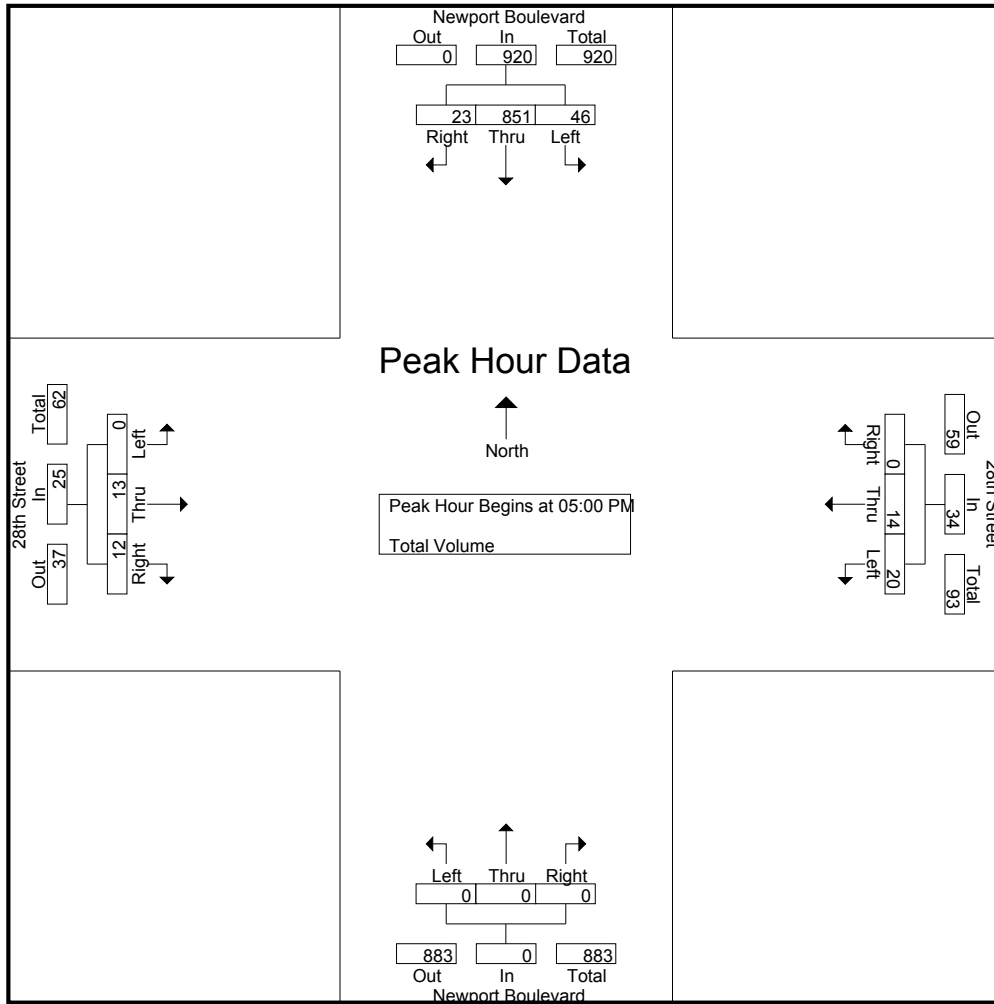 Newport Boulevard
Out In Total
0 920 920
23 851 46
Right Thru Left
Peak Hour Data
North
Peak Hour Begins at 05:00 PM
Total Volume
28th Street
Out In Total
37 25 62
12 13 0
Right Thru Left
28th Street
Out In Total
59 34 93
0 14 20
Right Thru Left
Left Thru Right
0 0 0
883 0 883
Out In Total
Newport Boulevard